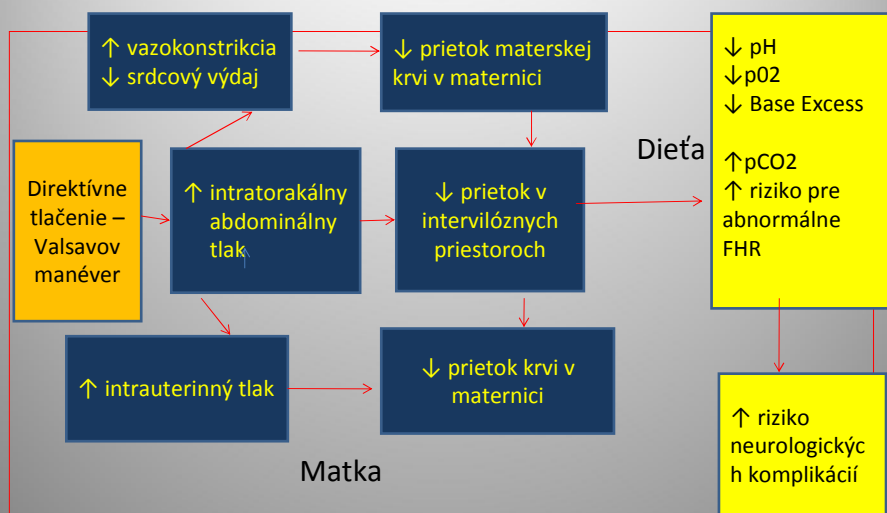 ↑ vazokonstrikcia
↓ srdcový výdaj
↓ prietok materskej
krvi v maternici
↓ pH
↓p02
↓ Base Excess
↑pCO2
↑ riziko pre
abnormálne
FHR
Dieťa
Direktívne
tlačenie –
Valsavov
manéver
↑ intratorakálny
abdominálny
tlak↑
↓ prietok v
intervilóznych
priestoroch
↑ intrauterinný tlak
↓ prietok krvi v
maternici
↑ riziko
neurologickýc
h komplikácií
Matka